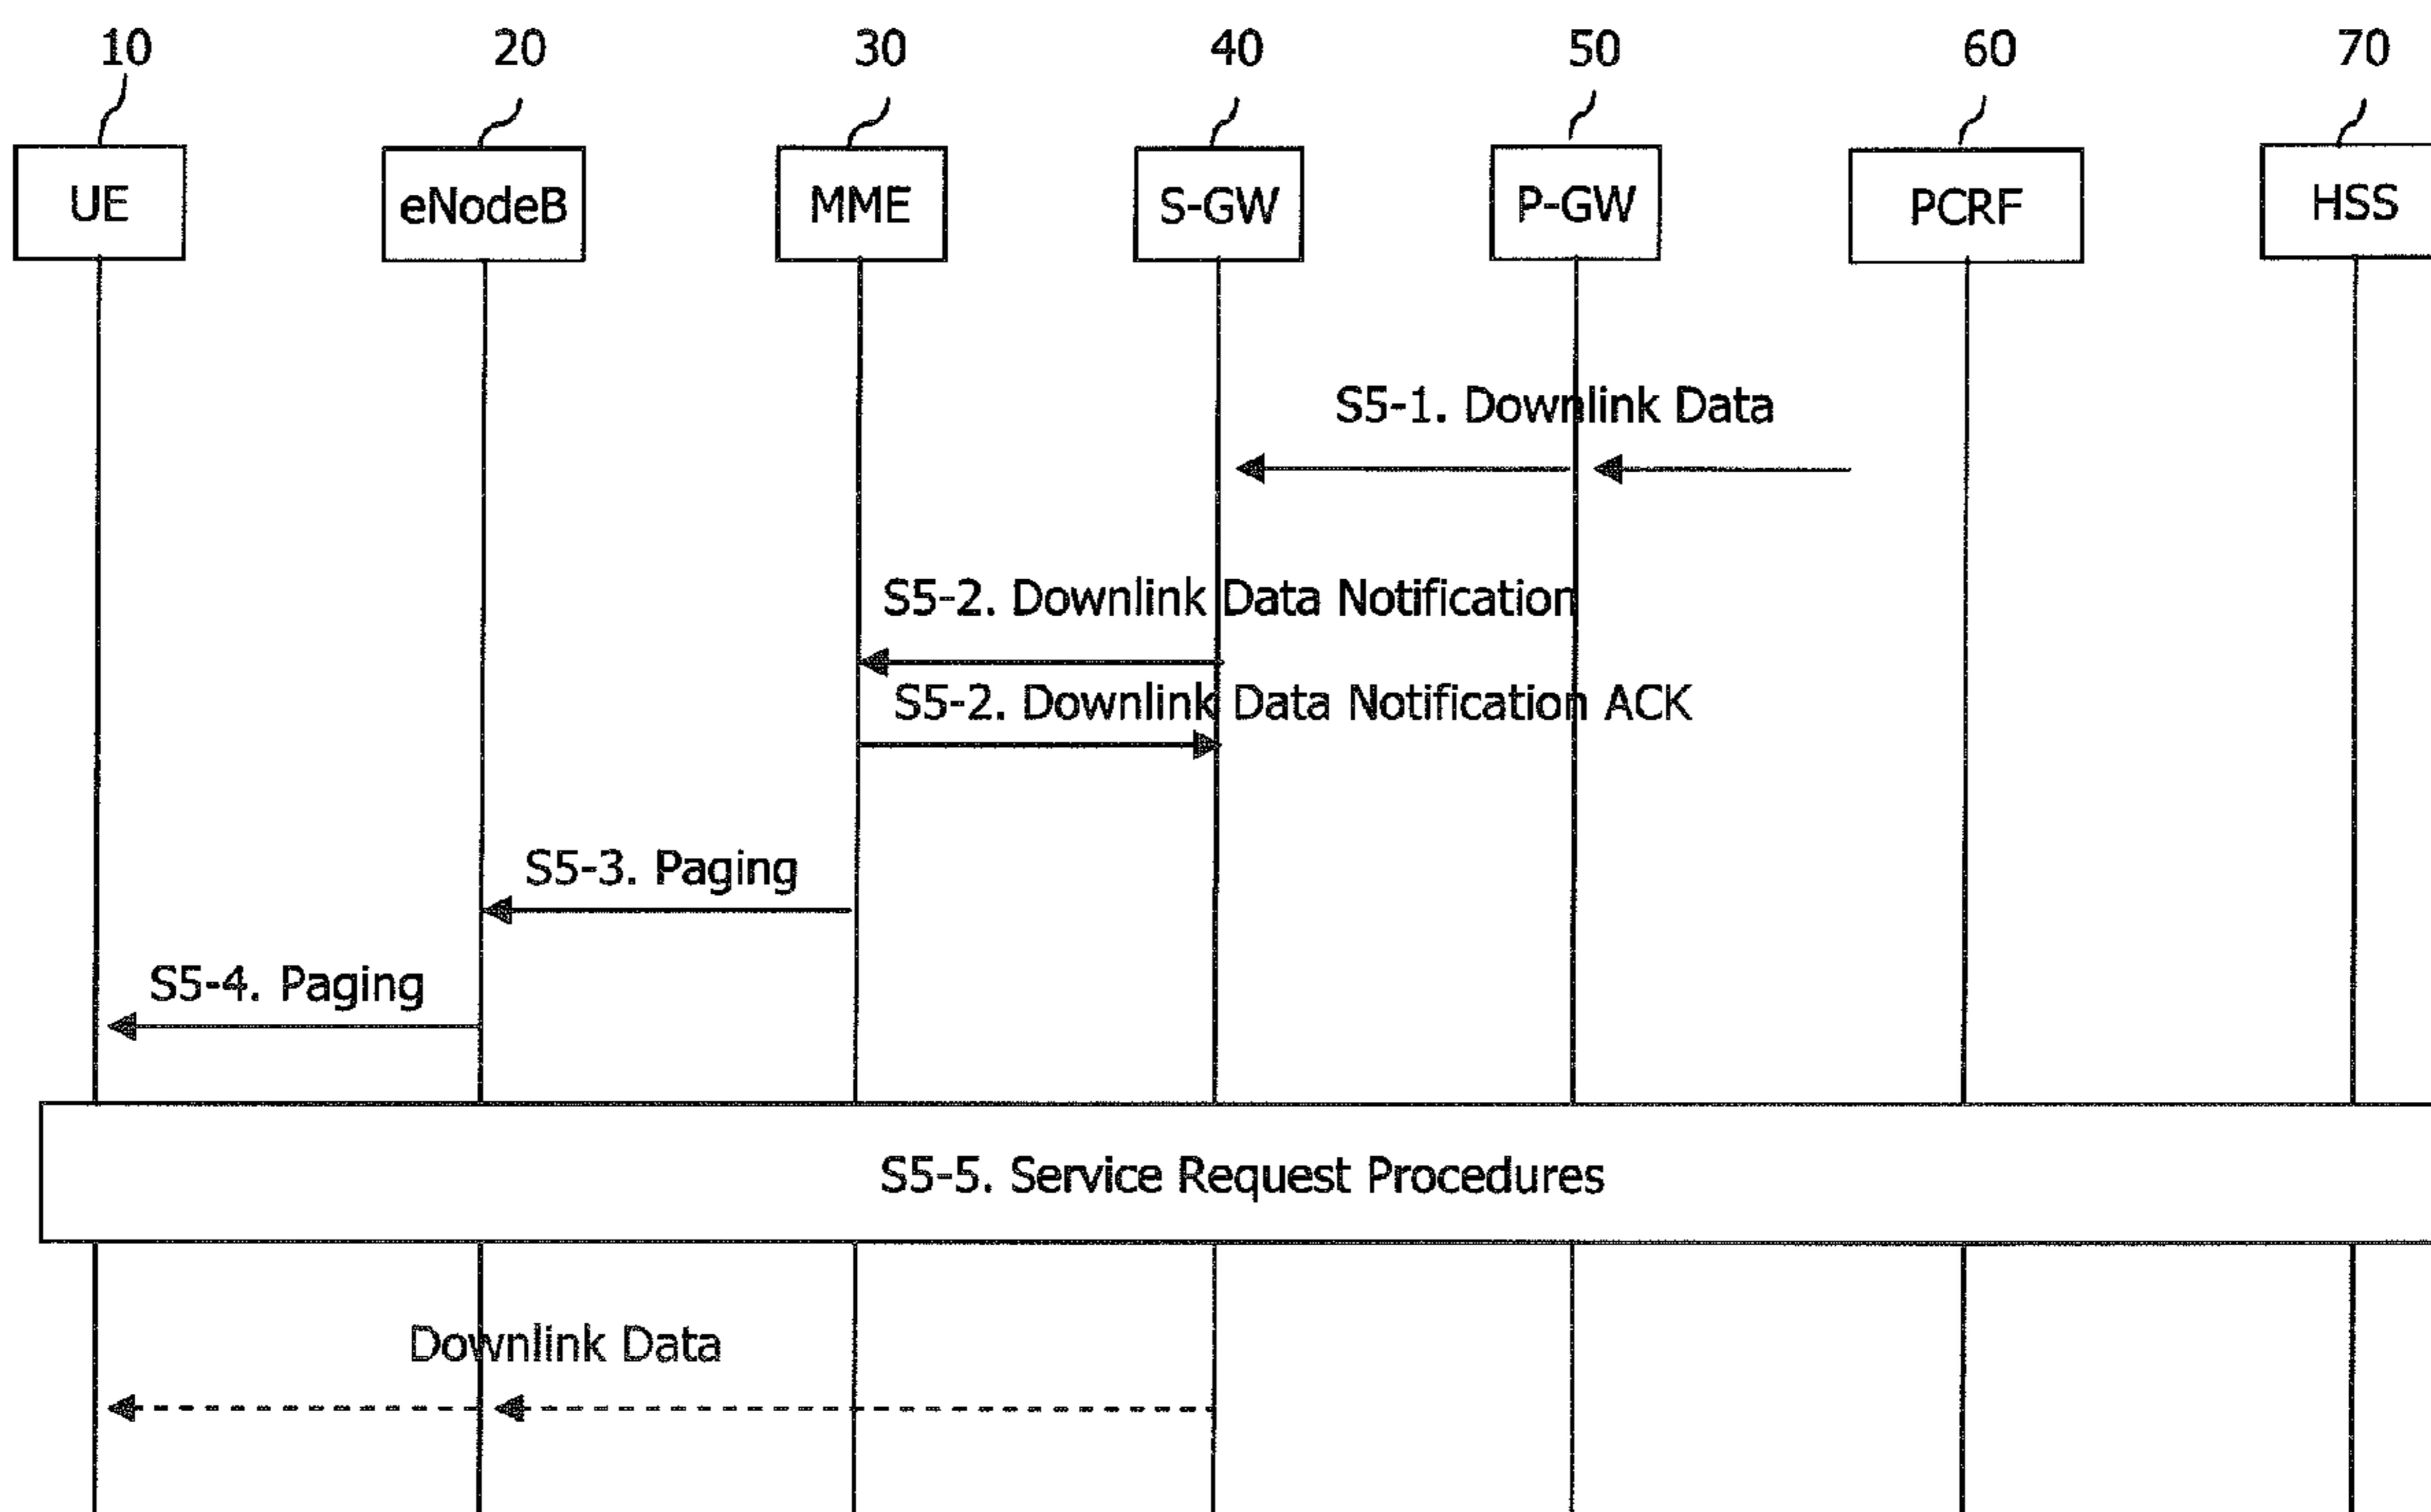 10 20 30 40 50 60 70
UE eNodeB MME S-GW P-GW PCRF HSS
S5-1. Downlink Data
S5-2. Downlink Data Notification
S5-2. Downlink Data Notification ACK
S5-3. Paging
S5-4. Paging
S5-5. Service Request Procedures
Downlink Data